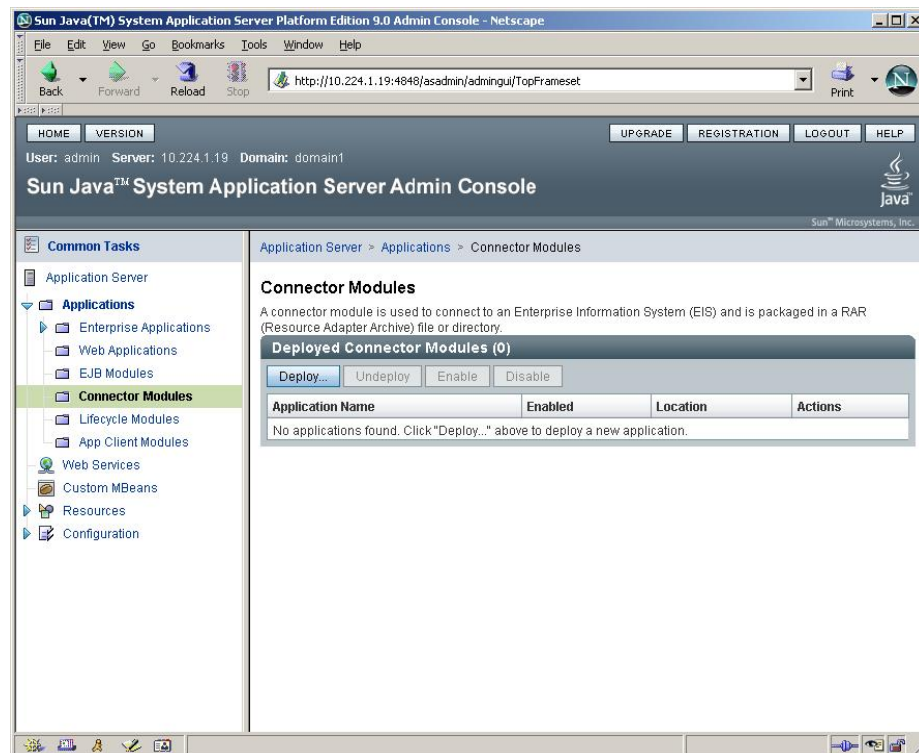 Sun Java(TM) System Application Server Platform Edition 9.0 Admin Console - Netscape
File Edit View Go Bookmarks Tools Window Help
Back Forward Reload Stop http://10.224.1.19:4848/asadmin/admingui/TopFrameset Print
HOME VERSION UPGRADE REGISTRATION LOGOUT HELP
User: admin Server: 10.224.1.19 Domain: domain1
Sun Java™ System Application Server Admin Console
Java™
Sun™ Microsystems, Inc.
Common Tasks
Application Server
Applications
Enterprise Applications
Web Applications
EJB Modules
Connector Modules
Lifecycle Modules
App Client Modules
Web Services
Custom MBeans
Resources
Configuration
Application Server > Applications > Connector Modules
Connector Modules
A connector module is used to connect to an Enterprise Information System (EIS) and is packaged in a RAR
(Resource Adapter Archive) file or directory.
Deployed Connector Modules (0)
Deploy... Undeploy Enable Disable
Application Name Enabled Location Actions
No applications found. Click "Deploy..." above to deploy a new application.